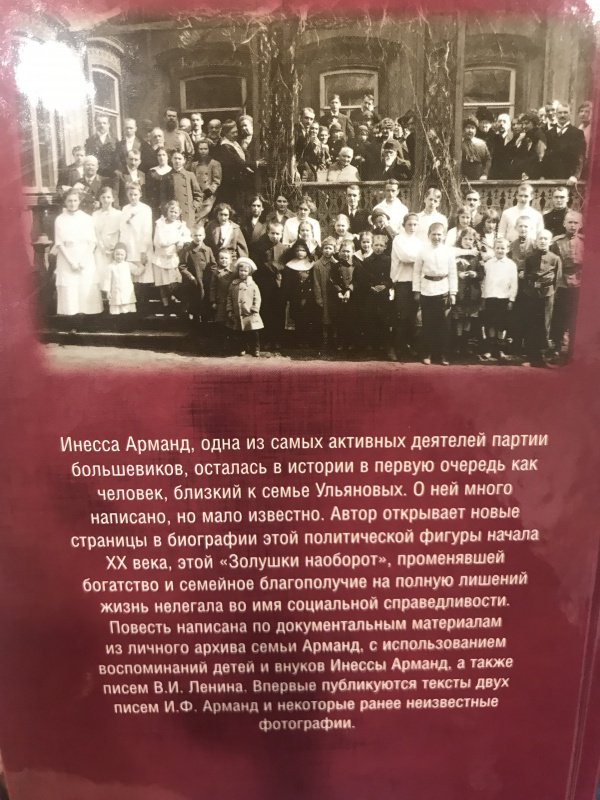 Инесса Арманд, одна из самых активных деятелей партии
большевиков, осталась в истории в первую очередь как
человек, близкий к семье Ульяновых. О ней много
написано, но мало известно. Автор открывает новые
страницы в биографии этой политической фигуры начала
XX века, этой «Золушки наоборот», променявшей
богатство и семейное благополучие на полную лишений
жизнь нелегала во имя социальной справедливости.
Повесть написана по документальным материалам
из личного архива семьи Арманд, с использованием
воспоминаний детей и внуков Инессы Арманд, а также
писем В.И. Ленина. Впервые публикуются тексты двух
писем И.Ф. Арманд и некоторые ранее неизвестные
фотографии.